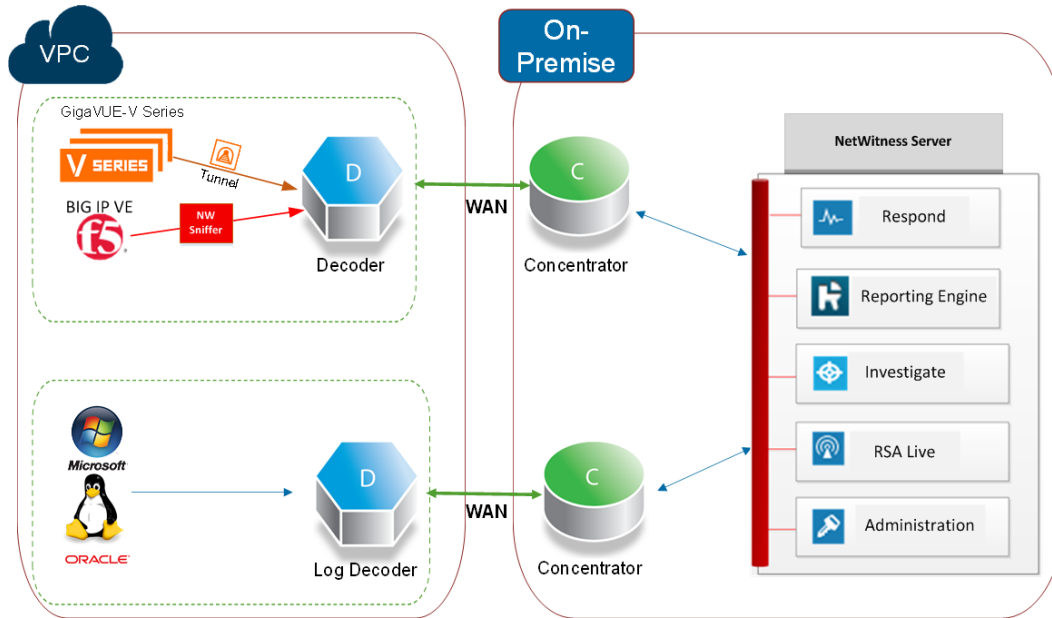 VPC
On-
Premise
GigaVUE-V Series
V SERIES
Tunnel
BIG IP VE
f5
NW
Sniffer
D
Decoder
WAN
C
Concentrator
NetWitness Server
Respond
Reporting Engine
Investigate
RSA Live
Administration
Microsoft
ORACLE
D
Log Decoder
WAN
C
Concentrator